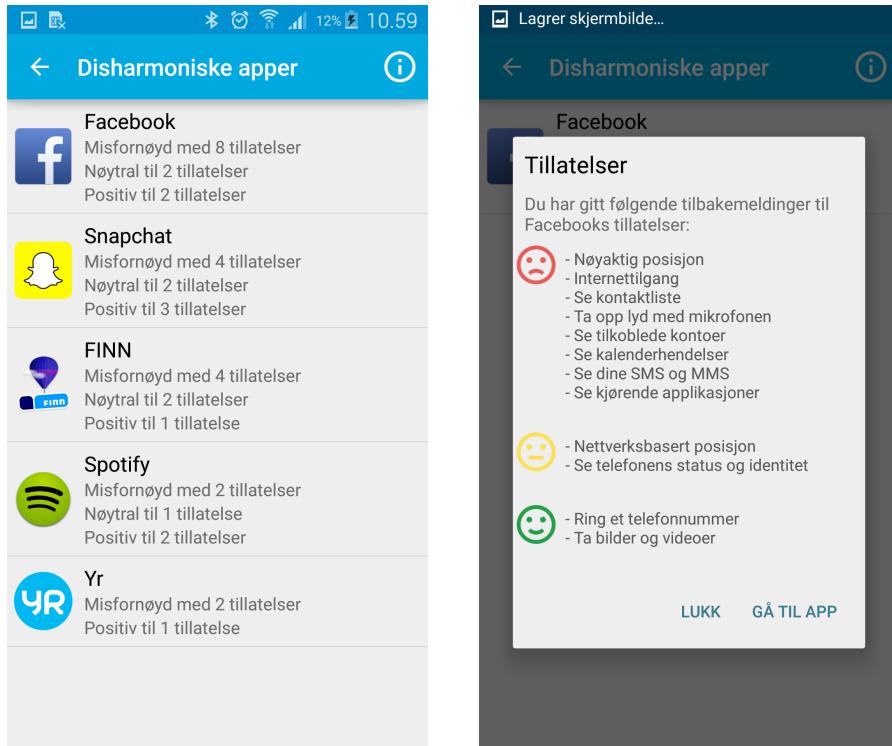 12% 10.59
Disharmoniske apper
Facebook
Misfornøyd med 8 tillatelser
Nøytral til 2 tillatelser
Positiv til 2 tillatelser
Snapchat
Misfornøyd med 4 tillatelser
Nøytral til 2 tillatelser
Positiv til 3 tillatelser
FINN
FINN
Misfornøyd med 4 tillatelser
Nøytral til 2 tillatelser
Positiv til 1 tillatelse
Spotify
Misfornøyd med 2 tillatelser
Nøytral til 1 tillatelse
Positiv til 2 tillatelser
Yr
YR
Misfornøyd med 2 tillatelser
Positiv til 1 tillatelse
Lagrer skjermbilde...
Disharmoniske apper
Facebook
Tillatelser
Du har gitt følgende tilbakemeldinger til
Facebooks tillatelser:
- Nøyaktig posisjon
- Internettilgang
- Se kontaktliste
- Ta opp lyd med mikrofonen
- Se tilkoblede kontoer
- Se kalenderhendelser
- Se dine SMS og MMS
- Se kjørende applikasjoner
- Nettverksbasert posisjon
- Se telefonens status og identitet
- Ring et telefonnummer
- Ta bilder og videoer
LUKK GÅ TIL APP